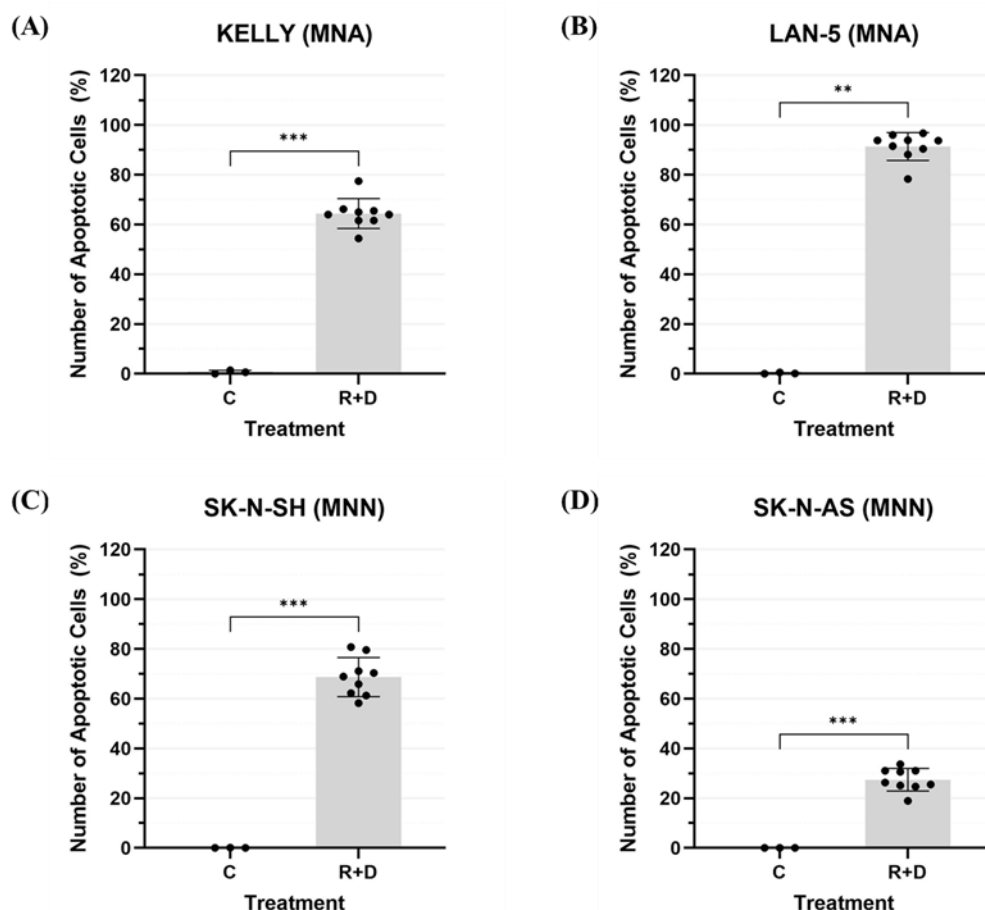 (A)
KELLY (MNA)
Number of Apoptotic Cells (%)
120
100
80
60
40
20
0
***
C
R+D
Treatment
(B)
LAN-5 (MNA)
Number of Apoptotic Cells (%)
120
100
80
60
40
20
0
**
C
R+D
Treatment
(C)
SK-N-SH (MNN)
Number of Apoptotic Cells (%)
120
100
80
60
40
20
0
***
C
R+D
Treatment
(D)
SK-N-AS (MNN)
Number of Apoptotic Cells (%)
120
100
80
60
40
20
0
***
C
R+D
Treatment